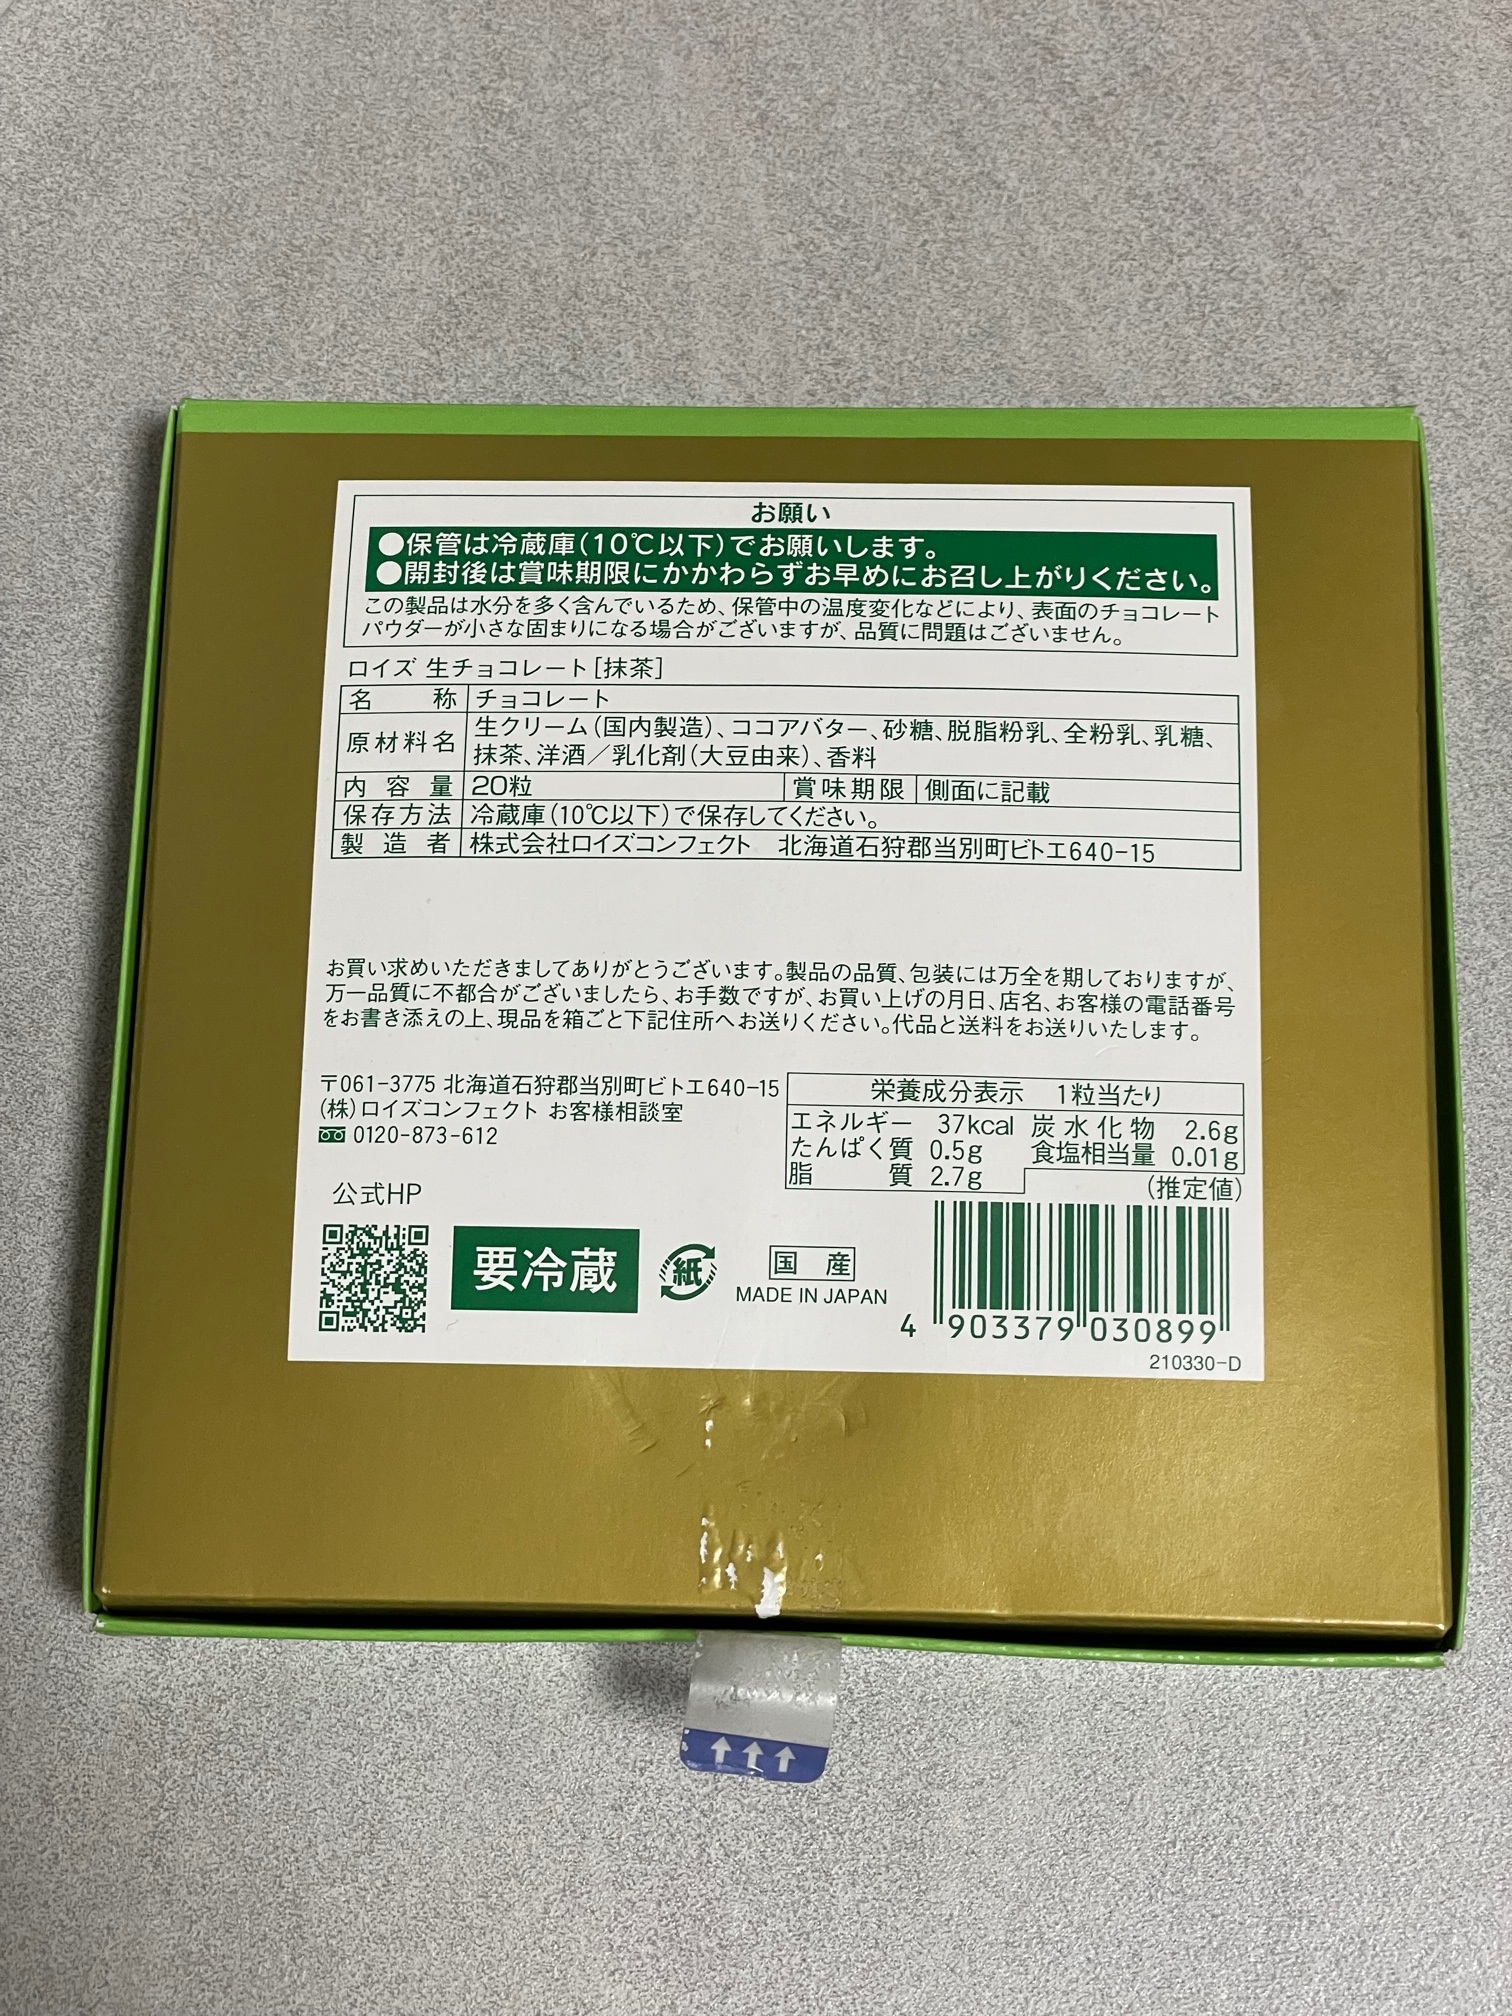 お願い
●保管は冷蔵庫(10℃以下)でお願いします。
●開封後は賞味期限にかかわらずお早めにお召し上がりください。
この製品は水分を多く含んでいるため、保管中の温度変化などにより、表面のチョコレート
パウダーが小さな固まりになる場合がございますが、品質に問題はございません。
ロイズ 生チョコレート[抹茶]
名称 チョコレート
原材料名 生クリーム(国内製造)、ココアバター、砂糖、脱脂粉乳、全粉乳、乳糖、
抹茶、洋酒／乳化剤(大豆由来)、香料
内容量 20粒 賞味期限 側面に記載
保存方法 冷蔵庫(10℃以下)で保存してください。
製造者 株式会社ロイズコンフェクト 北海道石狩郡当別町ビトエ640-15
お買い求めいただきましてありがとうございます。製品の品質、包装には万全を期しておりますが、
万一品質に不都合がございましたら、お手数ですが、お買い上げの月日、店名、お客様の電話番号
をお書き添えの上、現品を箱ごと下記住所へお送りください。代品と送料をお送りいたします。
〒061-3775 北海道石狩郡当別町ビトエ640-15
(株)ロイズコンフェクト お客様相談室
0120-873-612
栄養成分表示 1粒当たり
エネルギー 37kcal 炭水化物 2.6g
たんぱく質 0.5g 食塩相当量 0.01g
脂質 2.7g
(推定値)
公式HP
要冷蔵
紙
国産
MADE IN JAPAN
4 903379 030899
210330-D